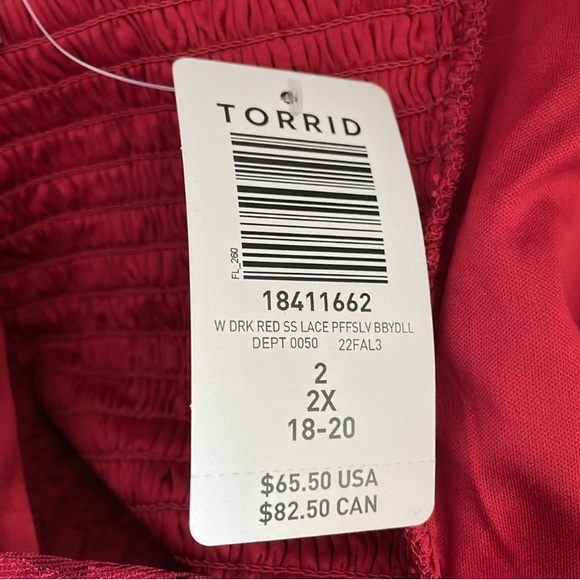 TORRID
FL_260
18411662
W DRK RED SS LACE PFFSLV BBYDLL
DEPT 0050 22FAL3
2
2X
18-20
$65.50 USA
$82.50 CAN